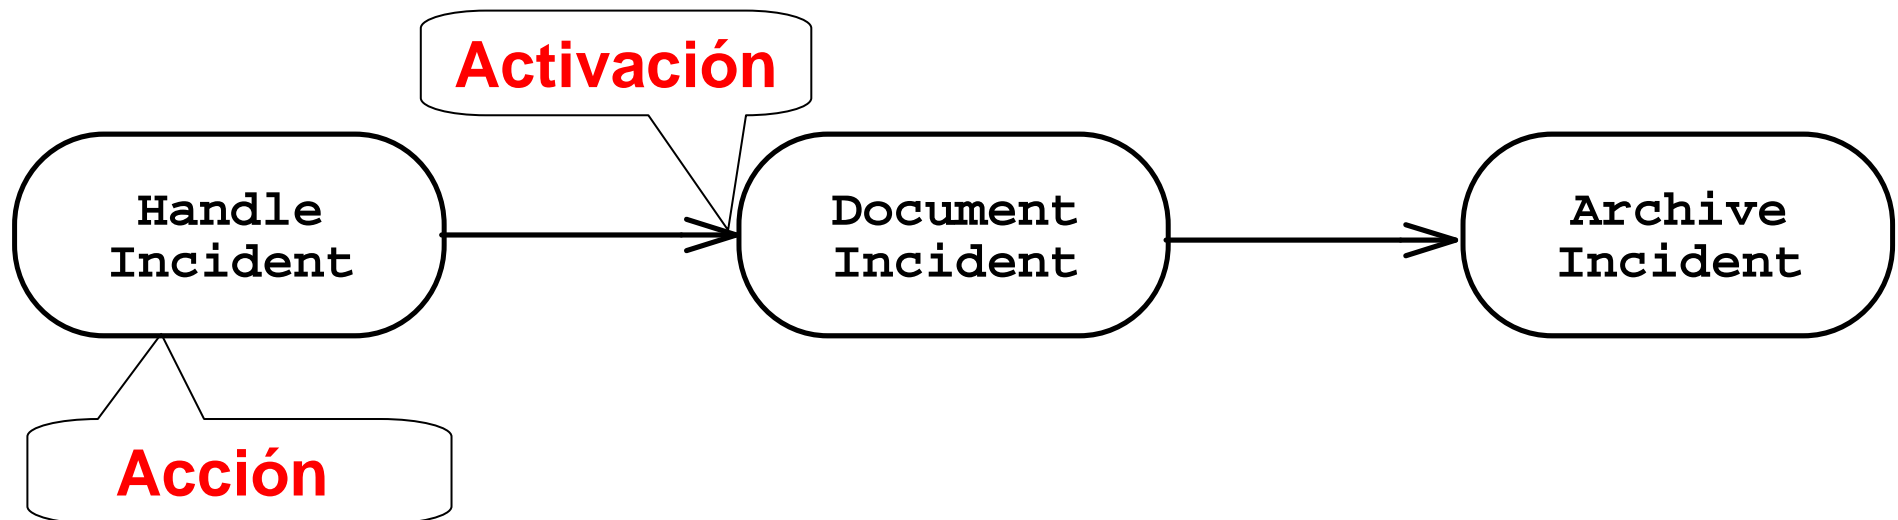 Activación
Handle
Incident
Document
Incident
Archive
Incident
Acción